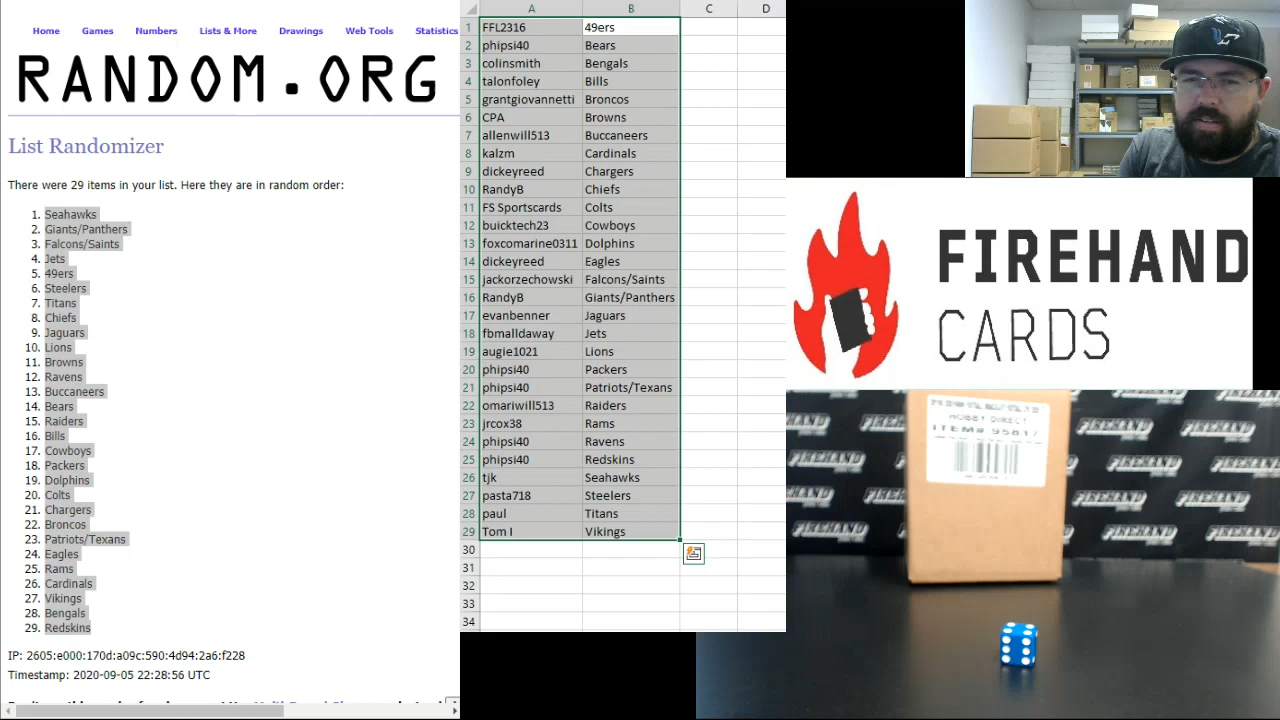 Home Games Numbers Lists & More Drawings Web Tools Statistics
RANDOM.ORG
List Randomizer
There were 29 items in your list. Here they are in random order:
1. Seahawks
2. Giants/Panthers
3. Falcons/Saints
4. Jets
5. 49ers
6. Steelers
7. Titans
8. Chiefs
9. Jaguars
10. Lions
11. Browns
12. Ravens
13. Buccaneers
14. Bears
15. Raiders
16. Bills
17. Cowboys
18. Packers
19. Dolphins
20. Colts
21. Chargers
22. Broncos
23. Patriots/Texans
24. Eagles
25. Rams
26. Cardinals
27. Vikings
28. Bengals
29. Redskins
IP: 2605:e000:170d:a09c:590:4d94:2a6:f228
Timestamp: 2020-09-05 22:28:56 UTC
A B C D
1 FFL2316 49ers
2 phipsi40 Bears
3 colinsmith Bengals
4 talonfoley Bills
5 grantgiovannetti Broncos
6 CPA Browns
7 allenwill513 Buccaneers
8 kalzm Cardinals
9 dickeyreed Chargers
10 RandyB Chiefs
11 FS Sportscards Colts
12 buicktech23 Cowboys
13 foxcomarine0311 Dolphins
14 dickeyreed Eagles
15 jackorzechowski Falcons/Saints
16 RandyB Giants/Panthers
17 evanbenner Jaguars
18 fbmalldaway Jets
19 augie1021 Lions
20 phipsi40 Packers
21 phipsi40 Patriots/Texans
22 omariwill513 Raiders
23 jrcox38 Rams
24 phipsi40 Ravens
25 phipsi40 Redskins
26 tjk Seahawks
27 pasta718 Steelers
28 paul Titans
29 Tom I Vikings
30
31
32
33
34
FIREHAND
CARDS
HOBBY DIRECT
ITEM# 95817
FIREHAND
FIREHAND
FIREHAND
FIREHAND
FIREHAND